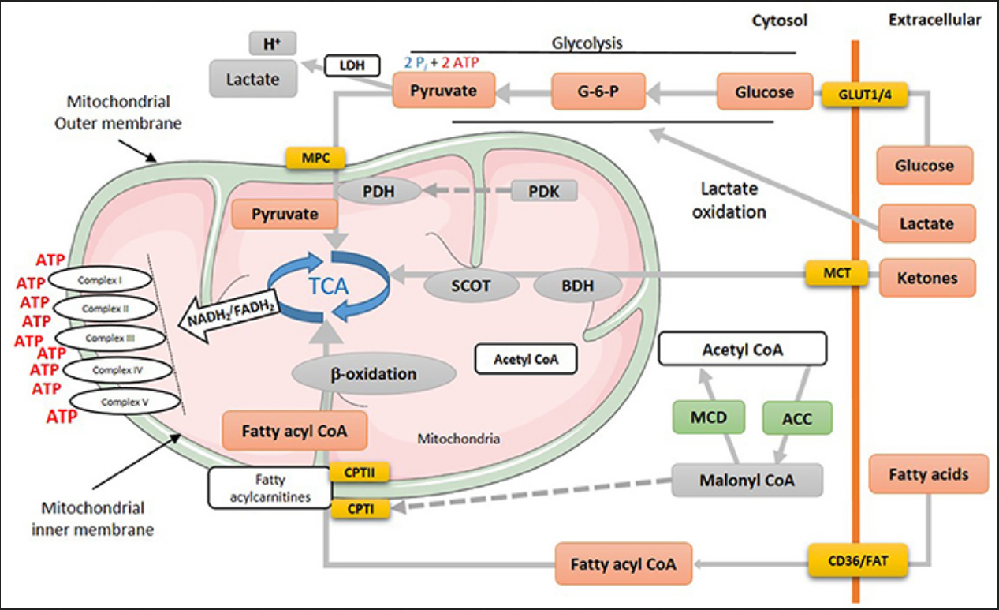 Cytosol
Extracellular
Glycolysis
H⁺
LDH
2 Pᵢ + 2 ATP
Lactate
Pyruvate
G-6-P
Glucose
GLUT1/4
Mitochondrial
Outer membrane
MPC
Glucose
PDH
PDK
Lactate
oxidation
Pyruvate
Lactate
ATP
Complex I
ATP
TCA
SCOT
BDH
MCT
Ketones
ATP
Complex II
NADH₂/FADH₂
ATP
Complex III
ATP
ATP
Acetyl CoA
Acetyl CoA
Complex IV
ATP
β-oxidation
ATP
Complex V
ATP
MCD
ACC
Fatty acyl CoA
Mitochondria
CPTII
Fatty
acylcarnitines
Malonyl CoA
Fatty acids
CPTI
Mitochondrial
inner membrane
Fatty acyl CoA
CD36/FAT